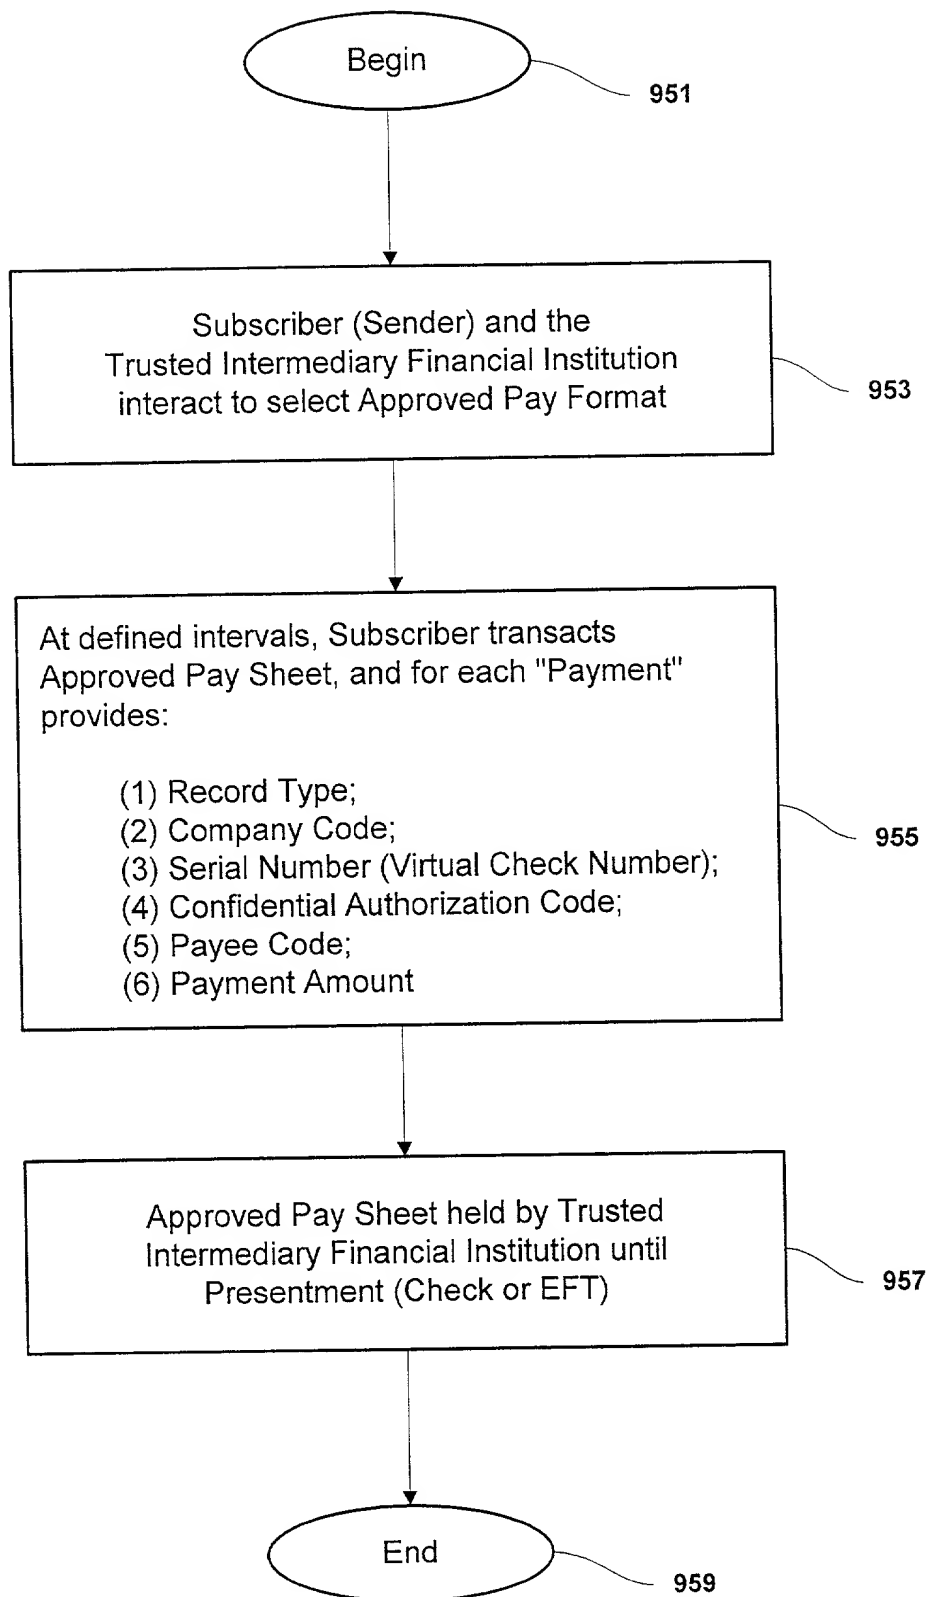 Begin
951
Subscriber (Sender) and the
Trusted Intermediary Financial Institution
interact to select Approved Pay Format
953
At defined intervals, Subscriber transacts
Approved Pay Sheet, and for each "Payment"
provides:
(1) Record Type;
(2) Company Code;
(3) Serial Number (Virtual Check Number);
(4) Confidential Authorization Code;
(5) Payee Code;
(6) Payment Amount
955
Approved Pay Sheet held by Trusted
Intermediary Financial Institution until
Presentment (Check or EFT)
957
End
959